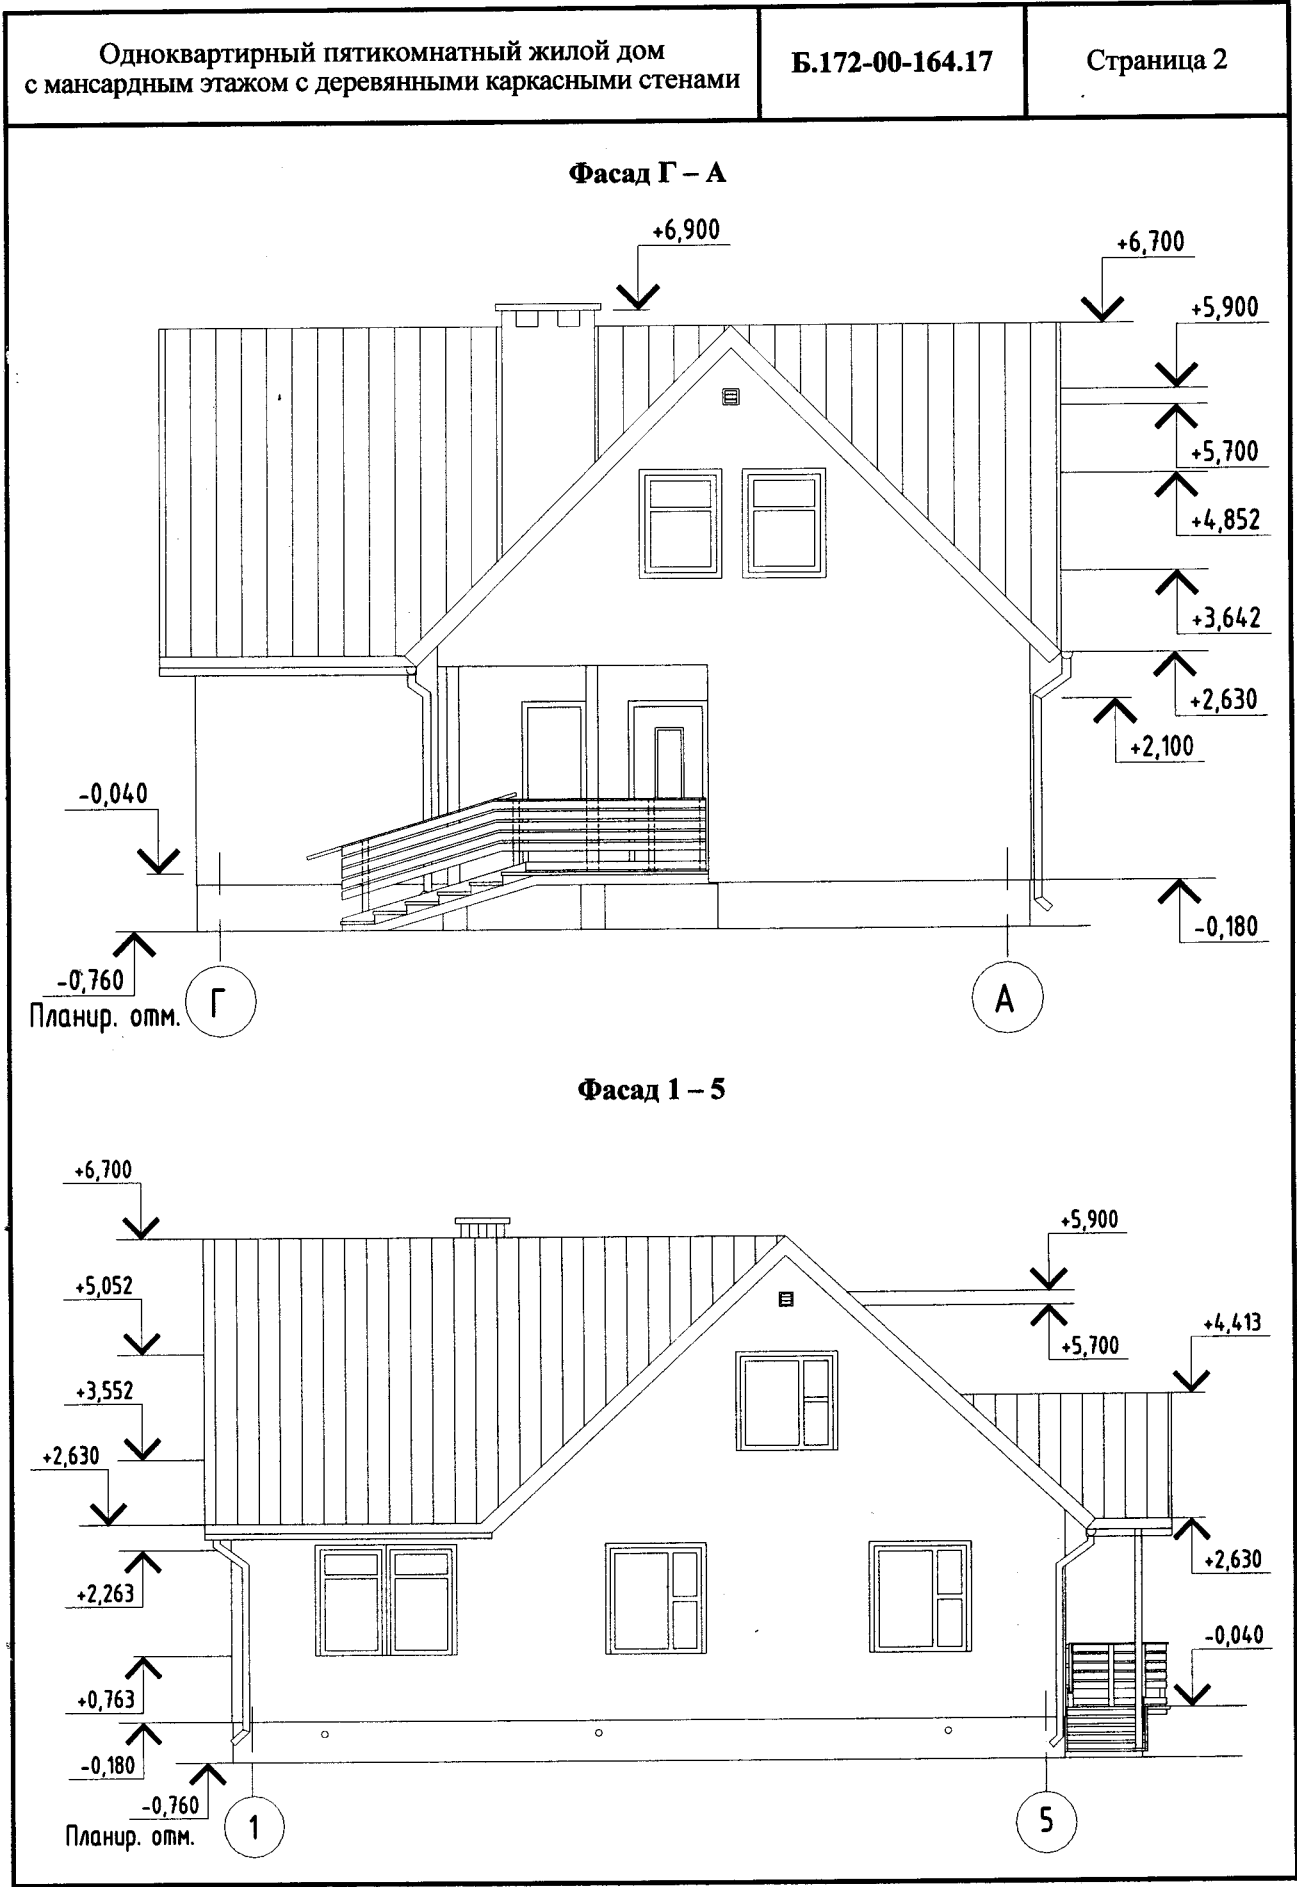 Одноквартирный пятикомнатный жилой дом
с мансардным этажом с деревянными каркасными стенами
Б.172-00-164.17
Страница 2
Фасад Г – А
+6,900
+6,700
+5,900
+5,700
+4,852
+3,642
+2,630
+2,100
-0,040
-0,180
-0,760
Планир. отм.
Г
А
Фасад 1 – 5
+6,700
+5,900
+5,052
+4,413
+5,700
+3,552
+2,630
+2,263
+2,630
-0,040
+0,763
-0,180
-0,760
Планир. отм.
1
5